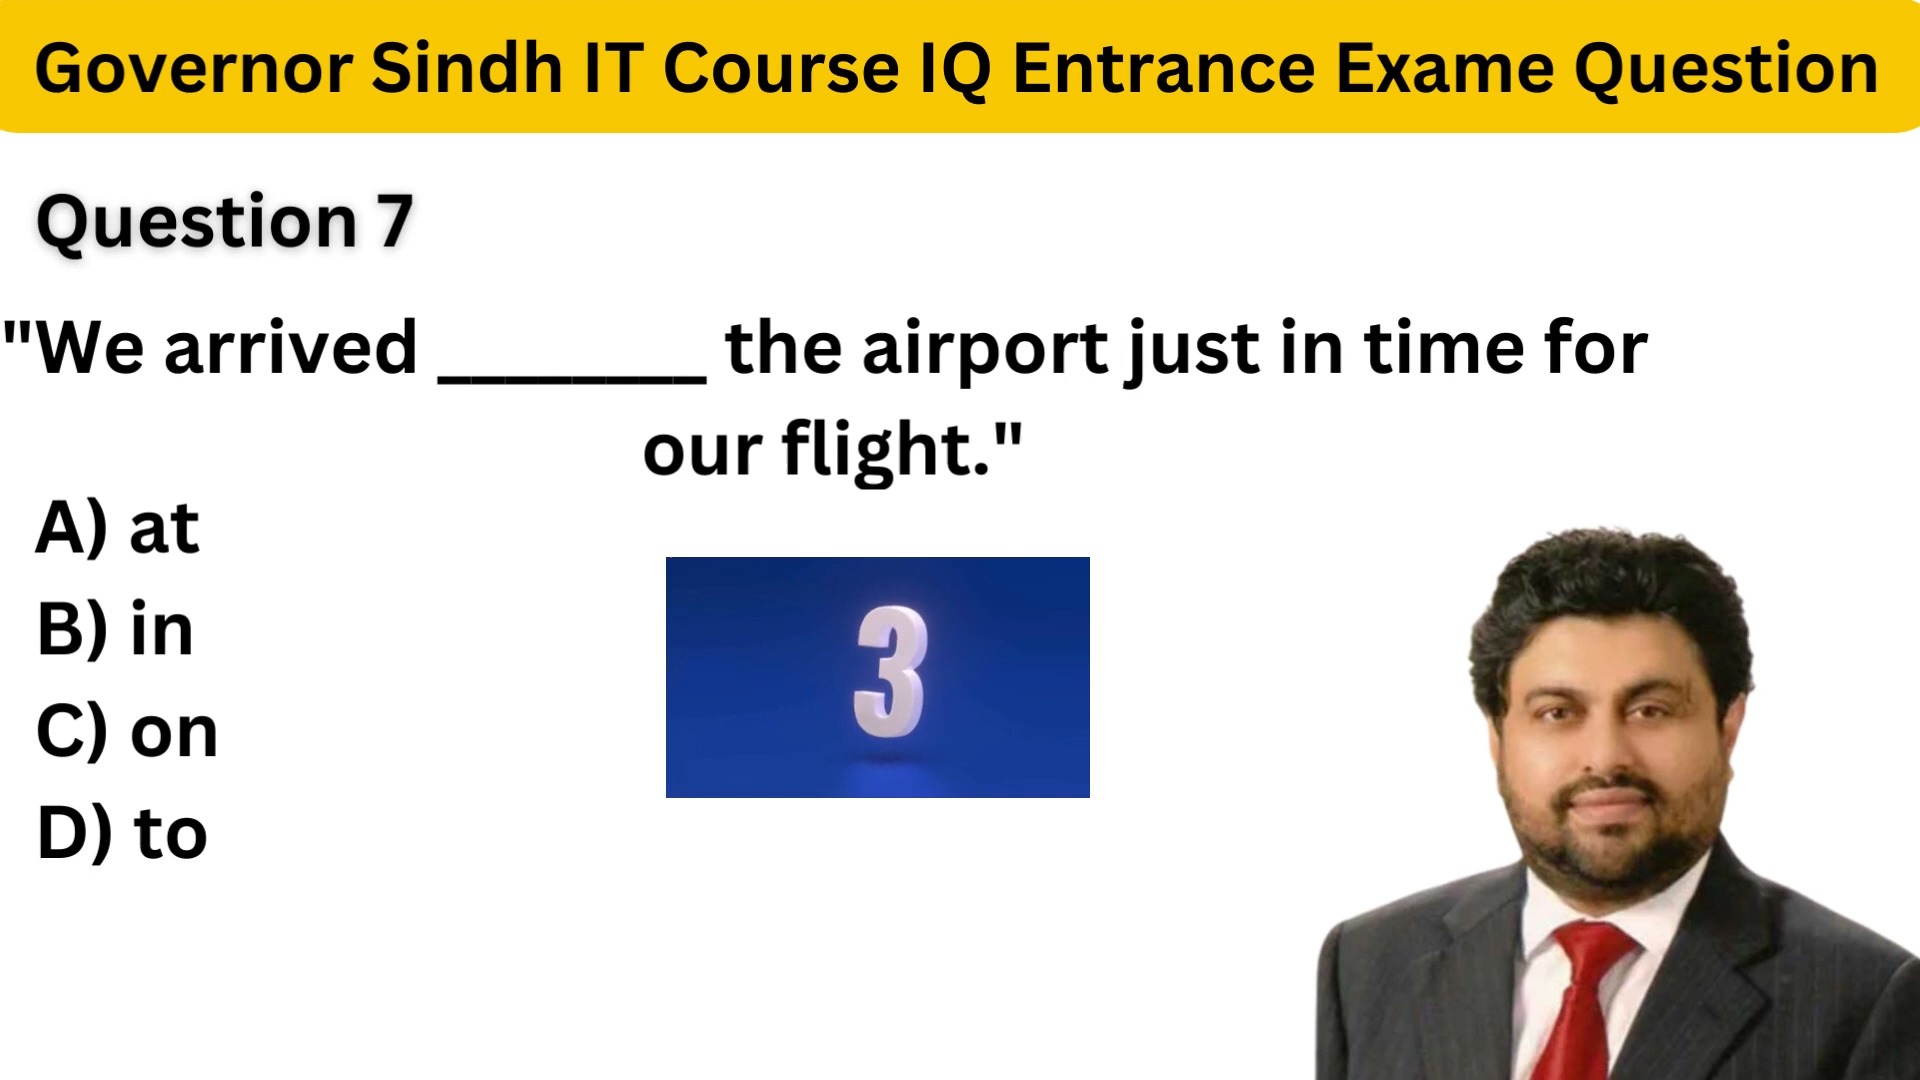 Governor Sindh IT Course IQ Entrance Exame Question
Question 7
"We arrived ________ the airport just in time for
our flight."
A) at
B) in
C) on
D) to
3